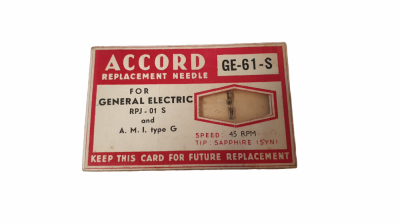 ACCORD
REPLACEMENT NEEDLE
GE-61-S
FOR
GENERAL ELECTRIC
RPJ-01 S
and
A. M. I. type G
SPEED: 45 RPM
TIP: SAPPHIRE (SYN)
KEEP THIS CARD FOR FUTURE REPLACEMENT